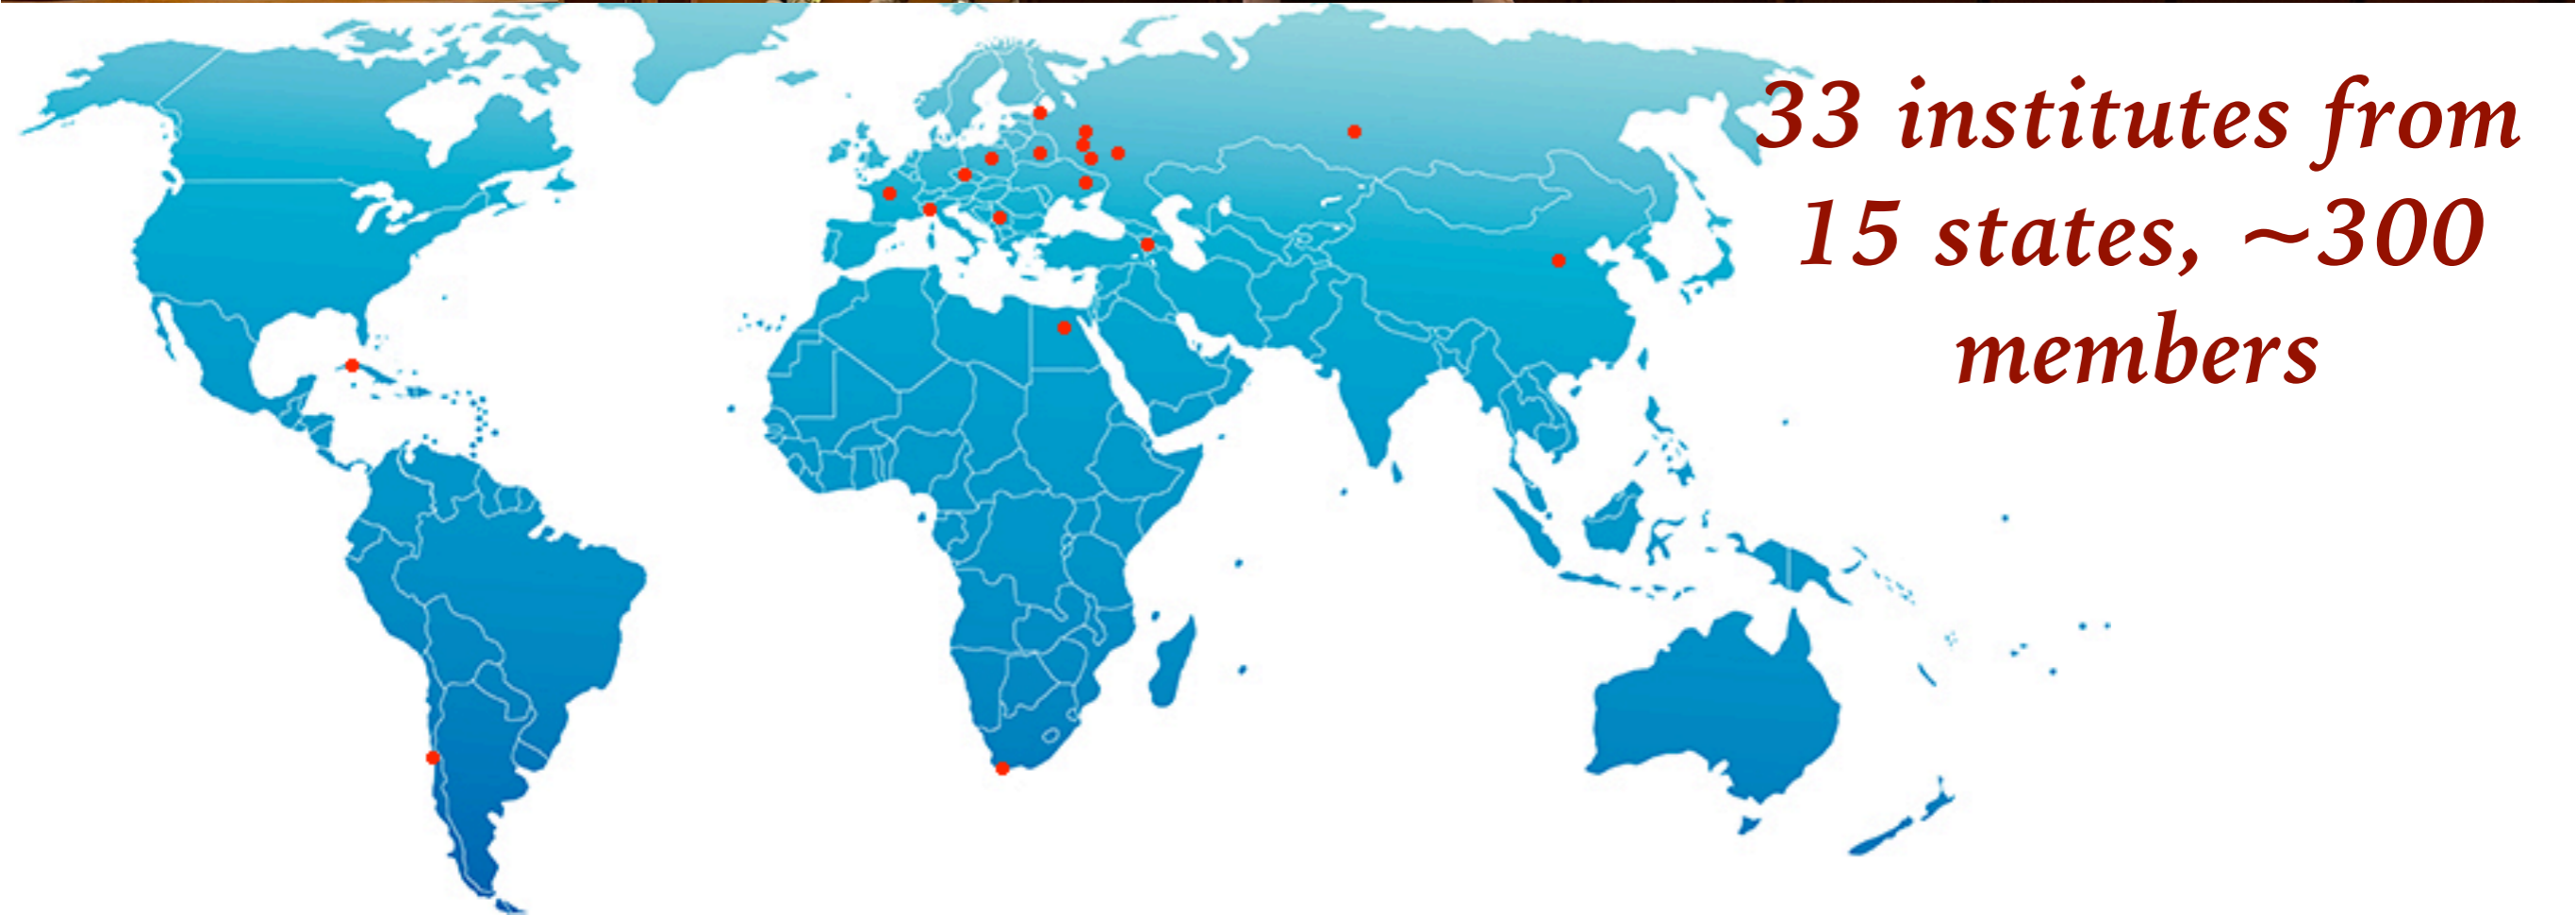 33 institutes from
15 states, ~300
members